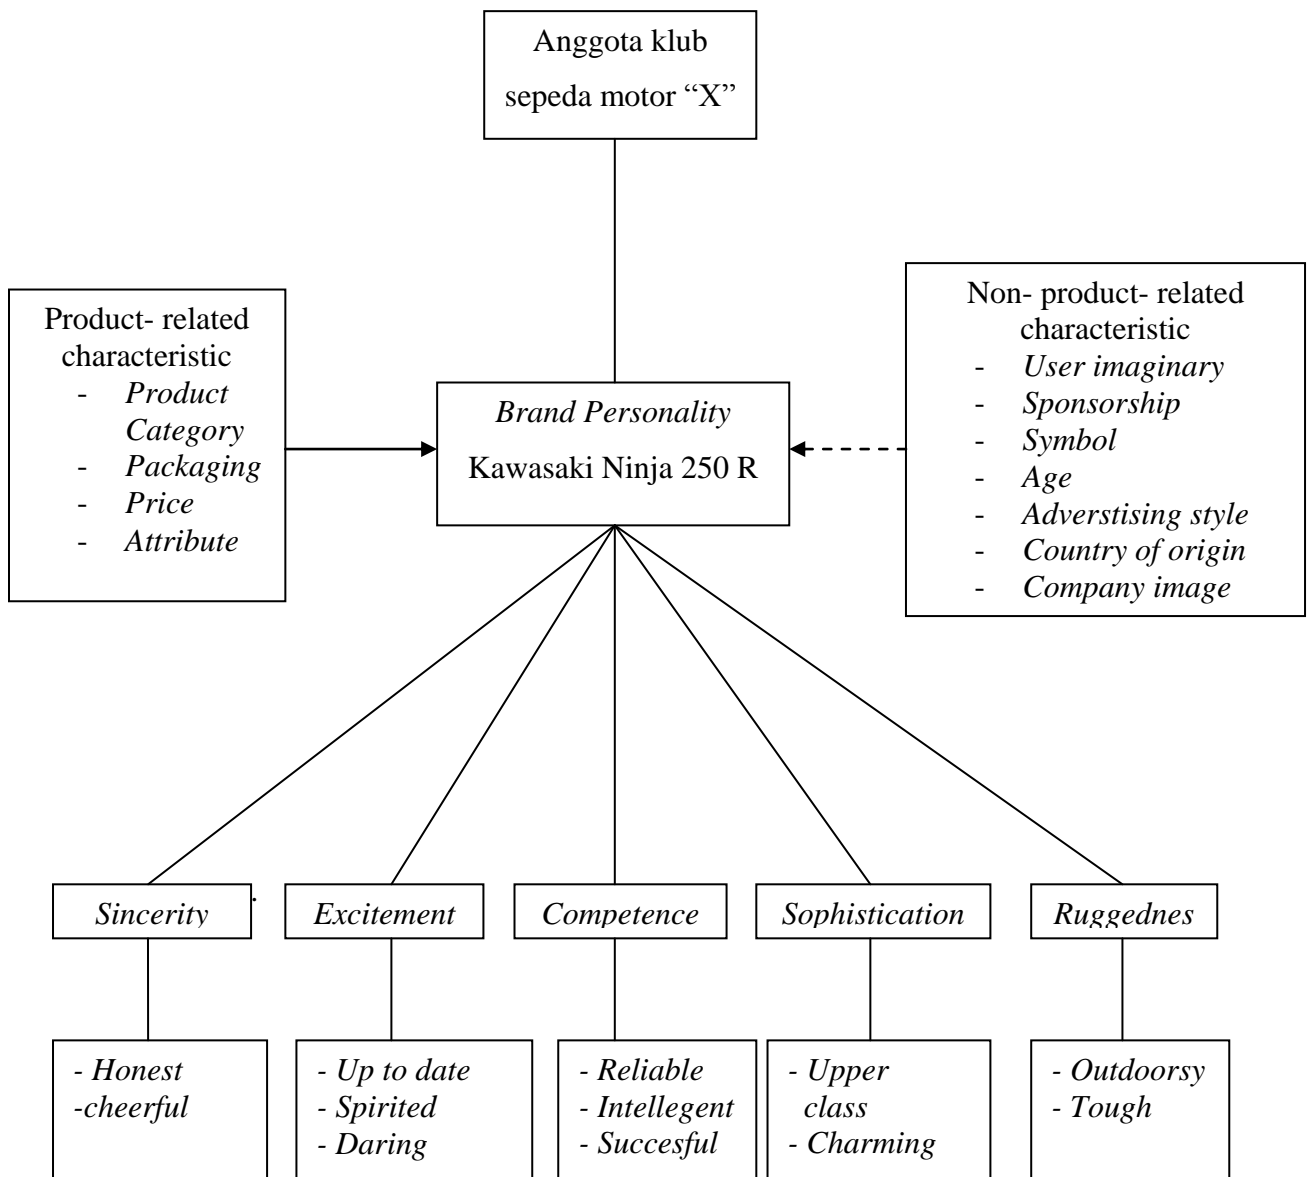 Anggota klub
sepeda motor “X”
Product- related
characteristic
- Product
Category
- Packaging
- Price
- Attribute
Non- product- related
characteristic
- User imaginary
- Sponsorship
- Symbol
- Age
- Adverstising style
- Country of origin
- Company image
Brand Personality
Kawasaki Ninja 250 R
Sincerity
.
Excitement
Competence
Sophistication
Ruggednes
- Honest
-cheerful
- Up to date
- Spirited
- Daring
- Reliable
- Intellegent
- Succesful
- Upper
class
- Charming
- Outdoorsy
- Tough